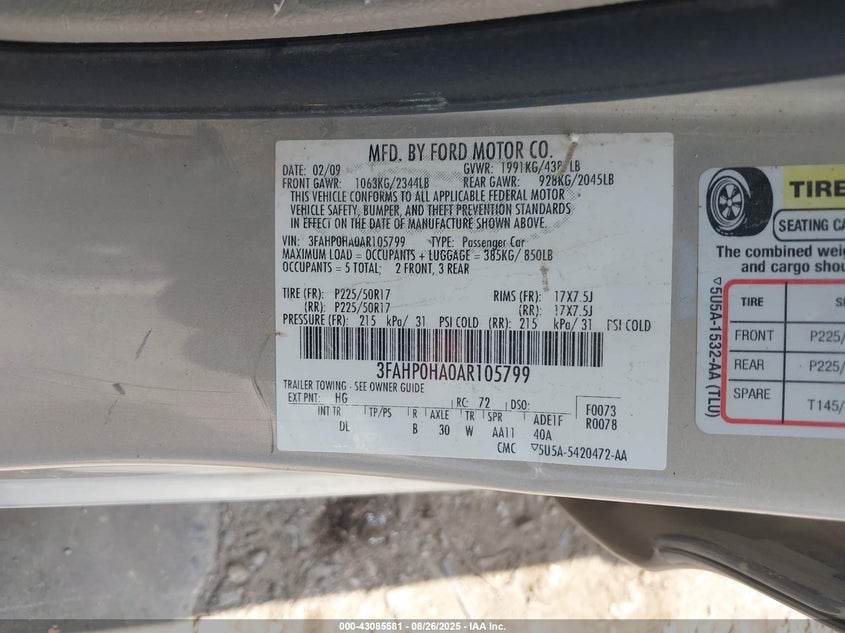 MFD. BY FORD MOTOR CO.
DATE: 02/09 GVWR: 1991KG/438 LB
FRONT GAWR: 1063KG/2344LB REAR GAWR: 928KG/2045LB
THIS VEHICLE CONFORMS TO ALL APPLICABLE FEDERAL MOTOR
VEHICLE SAFETY, BUMPER, AND THEFT PREVENTION STANDARDS
IN EFFECT ON THE DATE OF MANUFACTURE SHOWN ABOVE.
VIN: 3FAHP0HA0AR105799 TYPE: Passenger Car
MAXIMUM LOAD = OCCUPANTS + LUGGAGE = 385KG/ 850LB
OCCUPANTS = 5 TOTAL; 2 FRONT, 3 REAR
TIRE (FR): P225/50R17 RIMS (FR): 17X7.5J
(RR): P225/50R17 (RR): 17X7.5J
PRESSURE (FR): 215 kPa/ 31 PSI COLD (RR): 215 kPa/ 31 PSI COLD
3FAHP0HA0AR105799
TRAILER TOWING - SEE OWNER GUIDE
EXT PNT: HG RC: 72 DSO: F0073
INT TR TP/PS R AXLE TR SPR ADE1F R0078
DL B 30 W AA11 40A
CMC ▽5U5A-5420472-AA
TIRE
SEATING CA
The combined weig
and cargo shou
▽5U5A-1532-AA (TL0)
TIRE S
FRONT P225/
REAR P225/
SPARE T145/
000-43085581 - 08/26/2025 - IAA Inc.